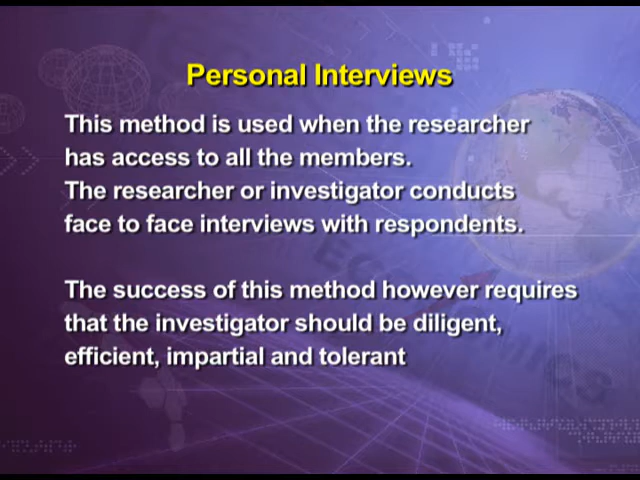 Personal Interviews
This method is used when the researcher
has access to all the members.
The researcher or investigator conducts
face to face interviews with respondents.
The success of this method however requires
that the investigator should be diligent,
efficient, impartial and tolerant